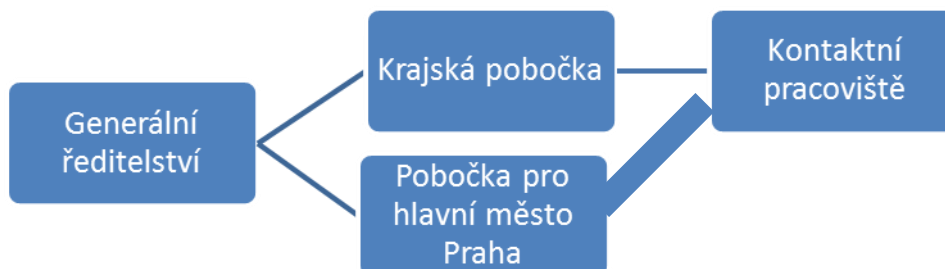 Generální
ředitelství
Krajská pobočka
Pobočka pro
hlavní město
Praha
Kontaktní
pracoviště